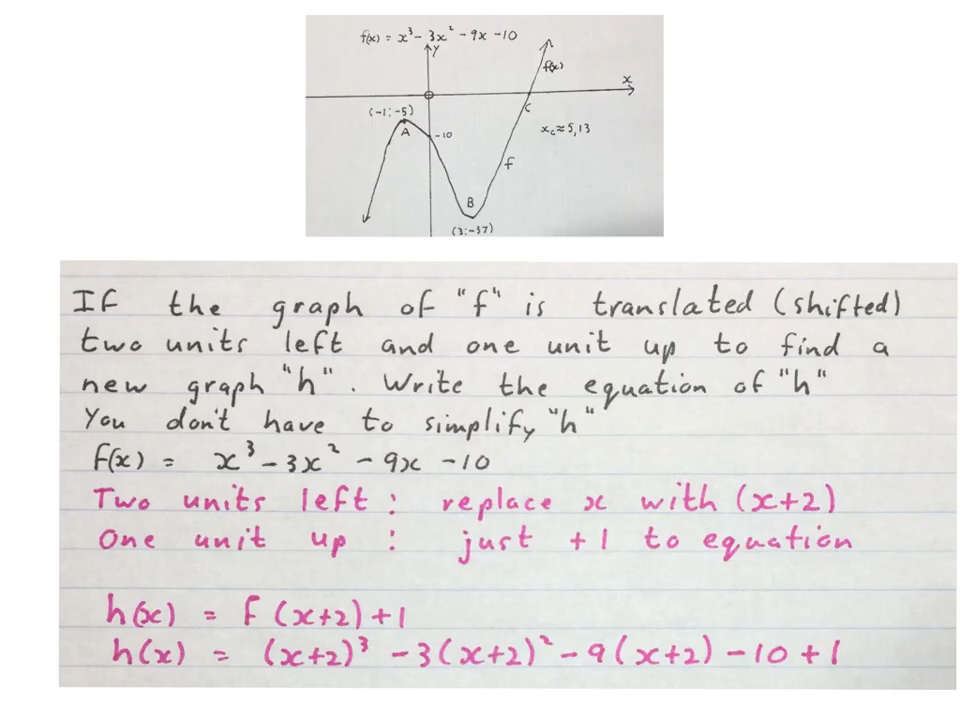 f(x) = x³ - 3x² - 9x - 10
y
f(x)
x
(-1;-5)
A
-10
C
x_C ≈ 5,13
f
B
(3;-37)
If the graph of "f" is translated (shifted)
two units left and one unit up to find a
new graph "h". Write the equation of "h"
You don't have to simplify "h"
f(x) = x³ - 3x² - 9x - 10
Two units left : replace x with (x+2)
One unit up : just +1 to equation
h(x) = f(x+2)+1
h(x) = (x+2)³ - 3(x+2)² - 9(x+2) - 10 + 1